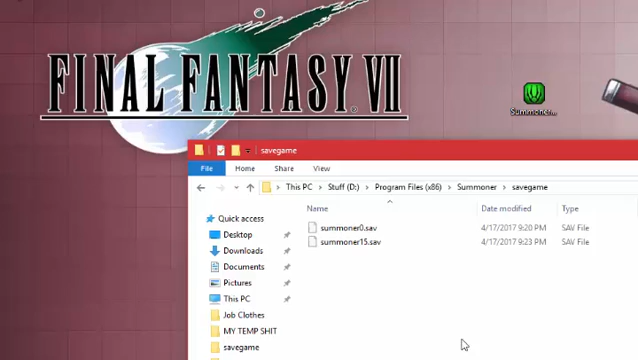 FINAL FANTASY VII
Summoner...
savegame
File
Home
Share
View
This PC
Stuff (D:)
Program Files (x86)
Summoner
savegame
Name
Date modified
Type
Quick access
Desktop
Downloads
Documents
Pictures
This PC
Job Clothes
MY TEMP SHIT
savegame
summoner0.sav
4/17/2017 9:20 PM
SAV File
summoner15.sav
4/17/2017 9:23 PM
SAV File